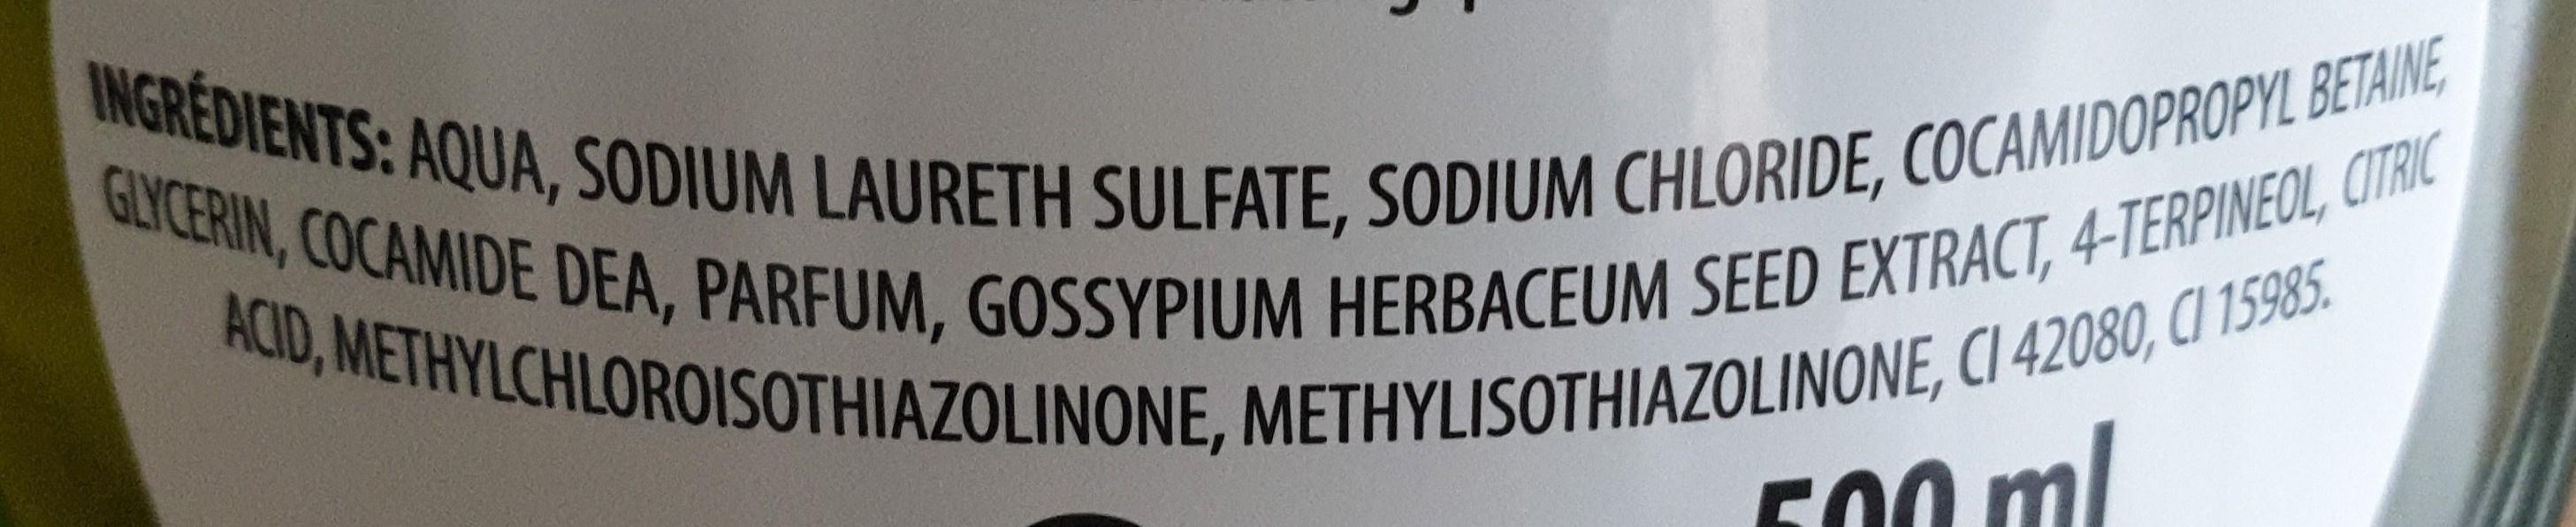 INGRÉDIENTS: AQUA, SODIUM LAURETH SULFATE, SODIUM CHLORIDE, COCAMIDOPROPYL BETAINE,
GLYCERIN, COCAMIDE DEA, PARFUM, GOSSYPIUM HERBACEUM SEED EXTRACT, 4-TERPINEOL, CITRIC
ACID, METHYLCHLOROISOTHIAZOLINONE, METHYLISOTHIAZOLINONE, CI 42080, CI 15985.
500 ml